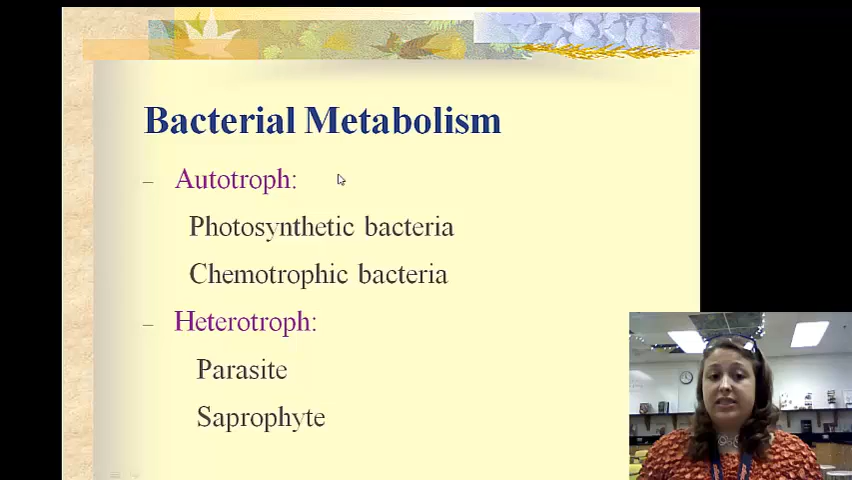 Bacterial Metabolism
– Autotroph:
Photosynthetic bacteria
Chemotrophic bacteria
– Heterotroph:
Parasite
Saprophyte